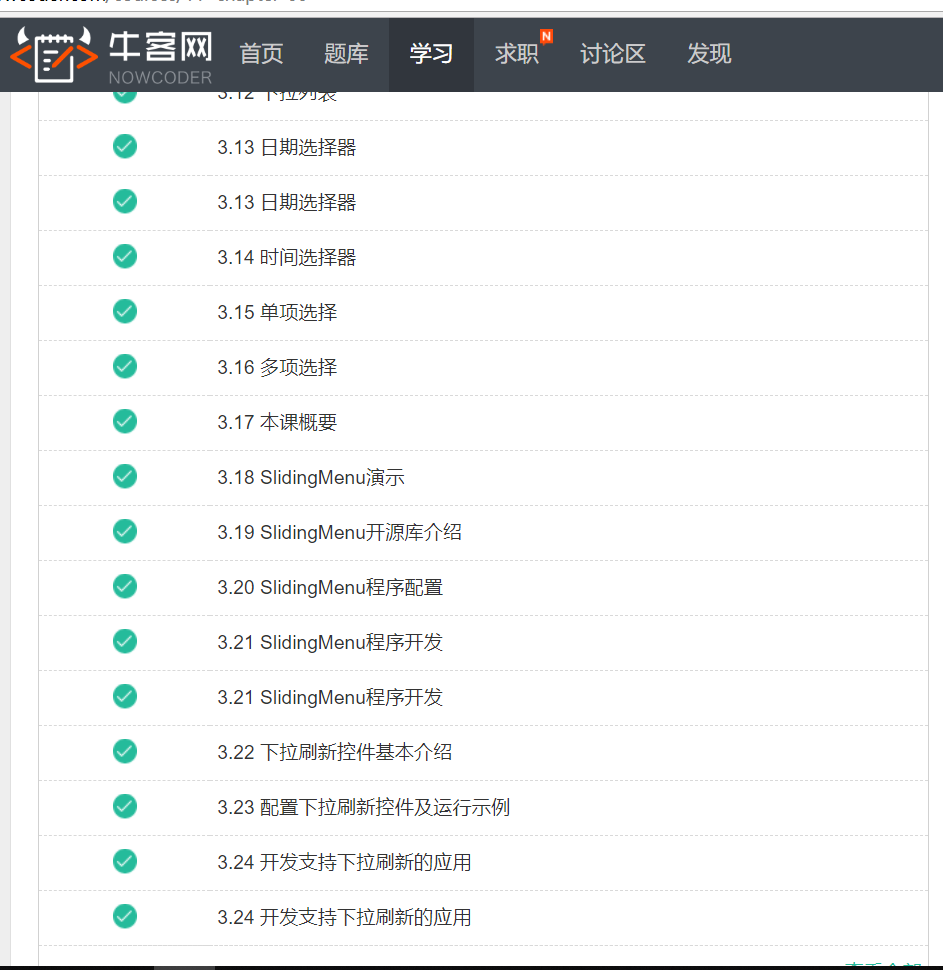 牛客网
NOWCODER
首页
题库
学习
求职
N
讨论区
发现
3.12 下拉列表
3.13 日期选择器
3.13 日期选择器
3.14 时间选择器
3.15 单项选择
3.16 多项选择
3.17 本课概要
3.18 SlidingMenu演示
3.19 SlidingMenu开源库介绍
3.20 SlidingMenu程序配置
3.21 SlidingMenu程序开发
3.21 SlidingMenu程序开发
3.22 下拉刷新控件基本介绍
3.23 配置下拉刷新控件及运行示例
3.24 开发支持下拉刷新的应用
3.24 开发支持下拉刷新的应用